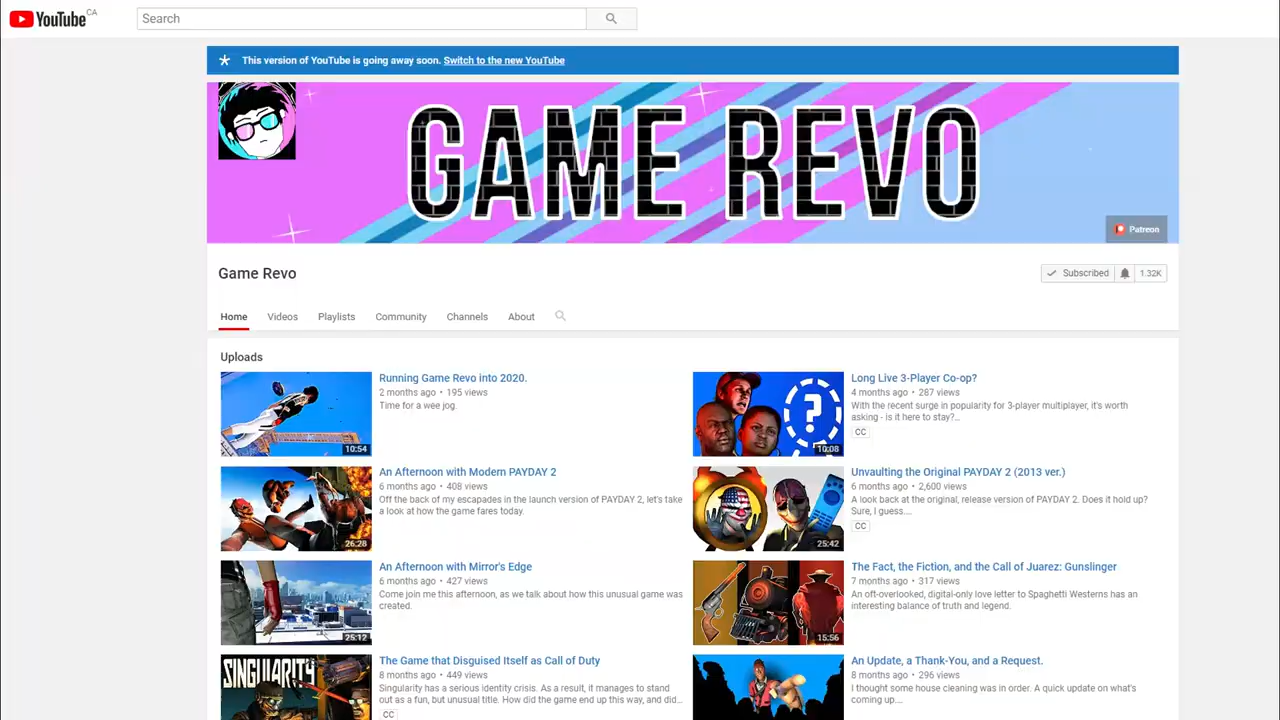 YouTube CA
Search
This version of YouTube is going away soon. Switch to the new YouTube
GAME REVO
Patreon
Game Revo
Subscribed 1.32K
Home Videos Playlists Community Channels About
Uploads
Running Game Revo into 2020.
2 months ago • 195 views
Time for a wee jog.
10:54
Long Live 3-Player Co-op?
4 months ago • 287 views
With the recent surge in popularity for 3-player multiplayer, it's worth
asking - is it here to stay?...
CC
10:08
An Afternoon with Modern PAYDAY 2
6 months ago • 408 views
Off the back of my escapades in the launch version of PAYDAY 2, let's take
a look at how the game fares today.
26:28
Unvaulting the Original PAYDAY 2 (2013 ver.)
6 months ago • 2,600 views
A look back at the original, release version of PAYDAY 2. Does it hold up?
Sure, I guess....
CC
25:42
An Afternoon with Mirror's Edge
6 months ago • 427 views
Come join me this afternoon, as we talk about how this unusual game was
created.
25:12
The Fact, the Fiction, and the Call of Juarez: Gunslinger
7 months ago • 317 views
An oft-overlooked, digital-only love letter to Spaghetti Westerns has an
interesting balance of truth and legend.
15:56
SINGULARITY
The Game that Disguised Itself as Call of Duty
8 months ago • 449 views
Singularity has a serious identity crisis. As a result, it manages to stand
out as a fun, but unusual title. How did the game end up this way, and did...
CC
An Update, a Thank-You, and a Request.
8 months ago • 296 views
I thought some house cleaning was in order. A quick update on what's
coming up....